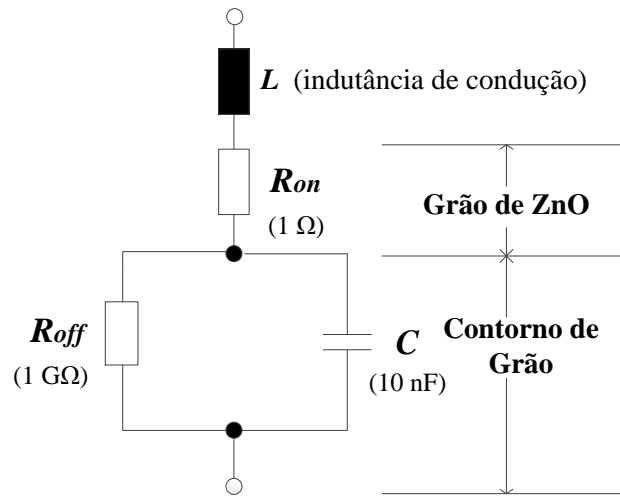 L (indutância de condução)
Ron
(1 Ω)
Grão de ZnO
Roff
(1 GΩ)
C
(10 nF)
Contorno de
Grão